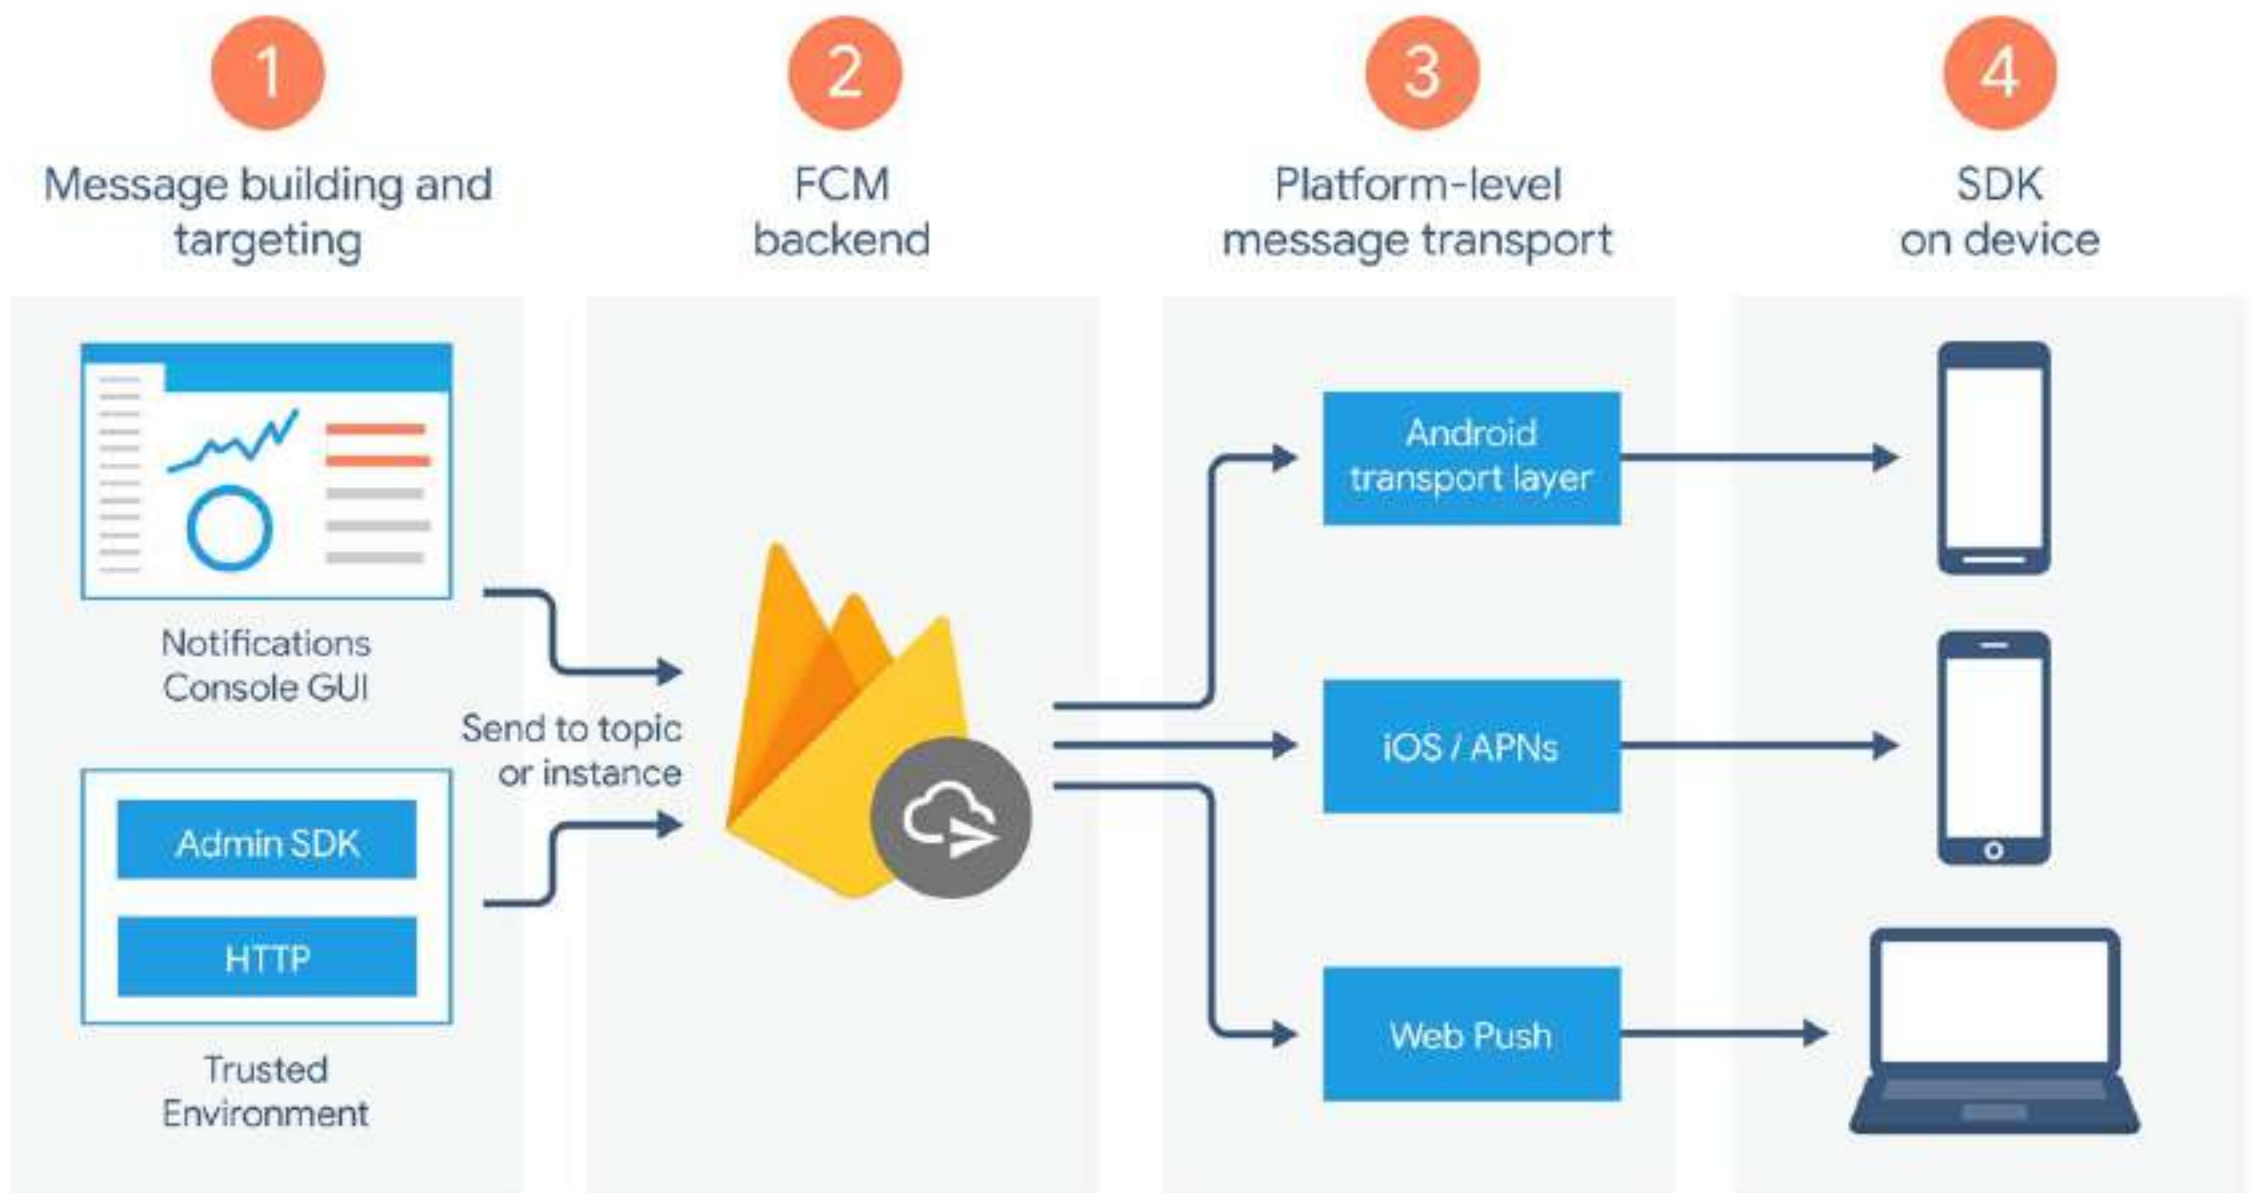 1
Message building and
targeting
2
FCM
backend
3
Platform-level
message transport
4
SDK
on device
Notifications
Console GUI
Send to topic
or instance
Admin SDK
HTTP
Trusted
Environment
Android
transport layer
iOS / APNs
Web Push